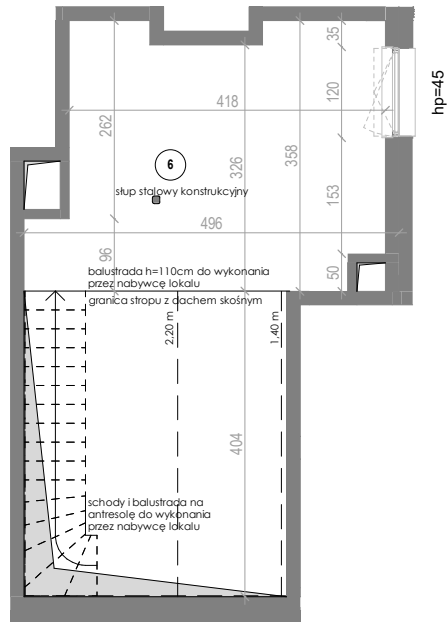 35
418
120
hp=45
262
326
358
6
słup stalowy konstrukcyjny
153
496
96
50
balustrada h=110cm do wykonania
przez nabywcę lokalu
granica stropu z dachem skośnym
2,20 m
1,40 m
404
schody i balustrada na
antresolę do wykonania
przez nabywcę lokalu